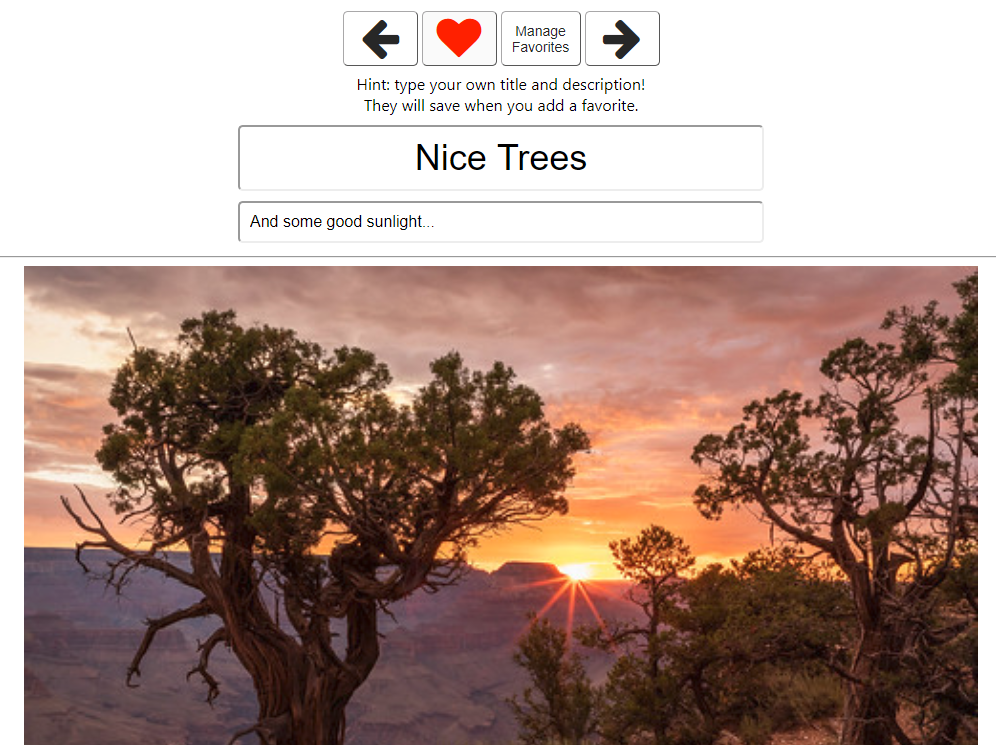 Manage
Favorites
Hint: type your own title and description!
They will save when you add a favorite.
Nice Trees
And some good sunlight...